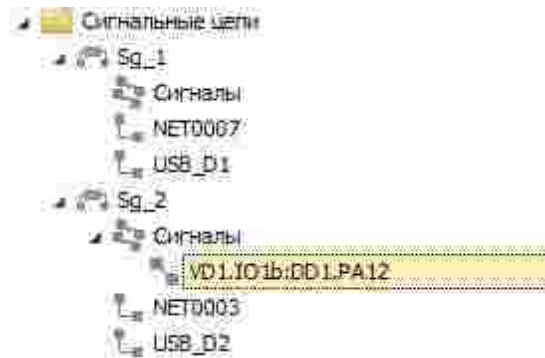 Сигнальные цепи
Sg_1
Сигналы
NET0007
USB_D1
Sg_2
Сигналы
VD1.IO1b:DD1.PA12
NET0003
USB_D2